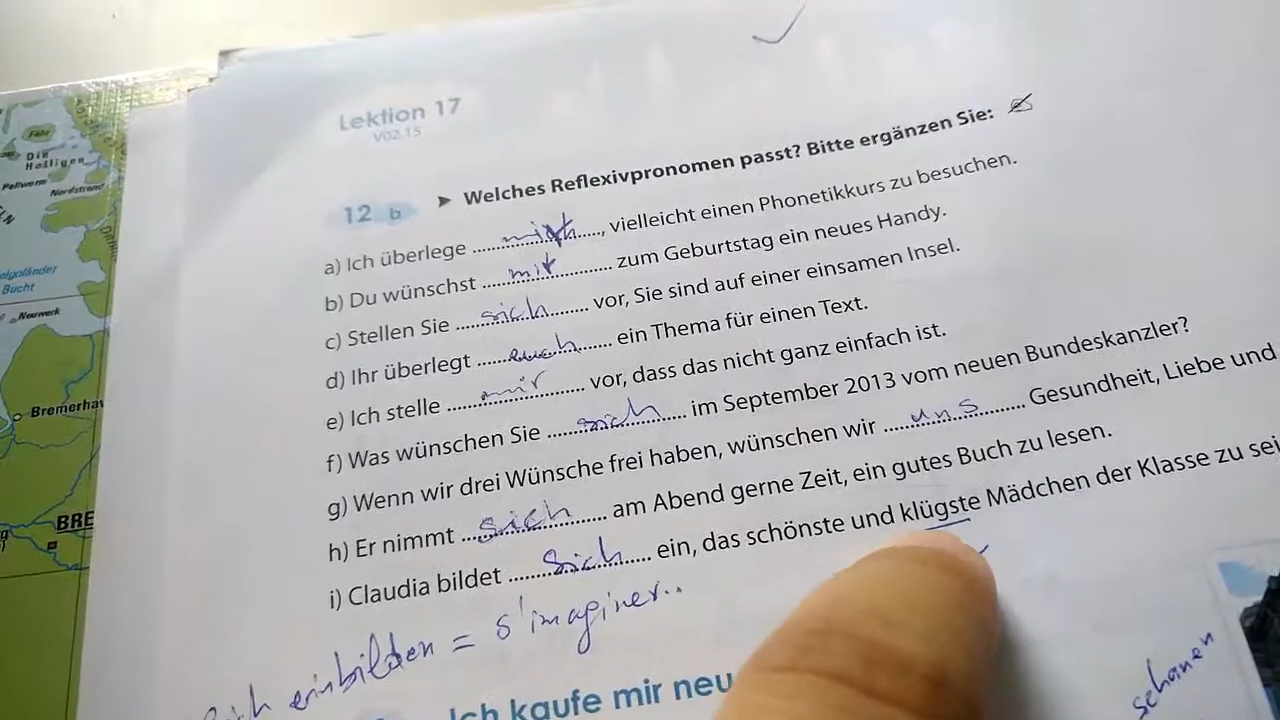 Föhr
Die
Halligen
Pellworm
Nordstrand
elgoländer
Bucht
Neuwerk
Bremerhav
BRE
Lektion 17
V02.15
12 b ► Welches Reflexivpronomen passt? Bitte ergänzen Sie:
a) Ich überlege ..................., vielleicht einen Phonetikkurs zu besuchen.
b) Du wünschst mir zum Geburtstag ein neues Handy.
c) Stellen Sie sich vor, Sie sind auf einer einsamen Insel.
d) Ihr überlegt euch ein Thema für einen Text.
e) Ich stelle mir vor, dass das nicht ganz einfach ist.
f) Was wünschen Sie sich im September 2013 vom neuen Bundeskanzler?
g) Wenn wir drei Wünsche frei haben, wünschen wir uns Gesundheit, Liebe und
h) Er nimmt sich am Abend gerne Zeit, ein gutes Buch zu lesen.
i) Claudia bildet sich ein, das schönste und klügste Mädchen der Klasse zu sei
sich einbilden = s'imaginer..
Ich kaufe mir neu
schonen